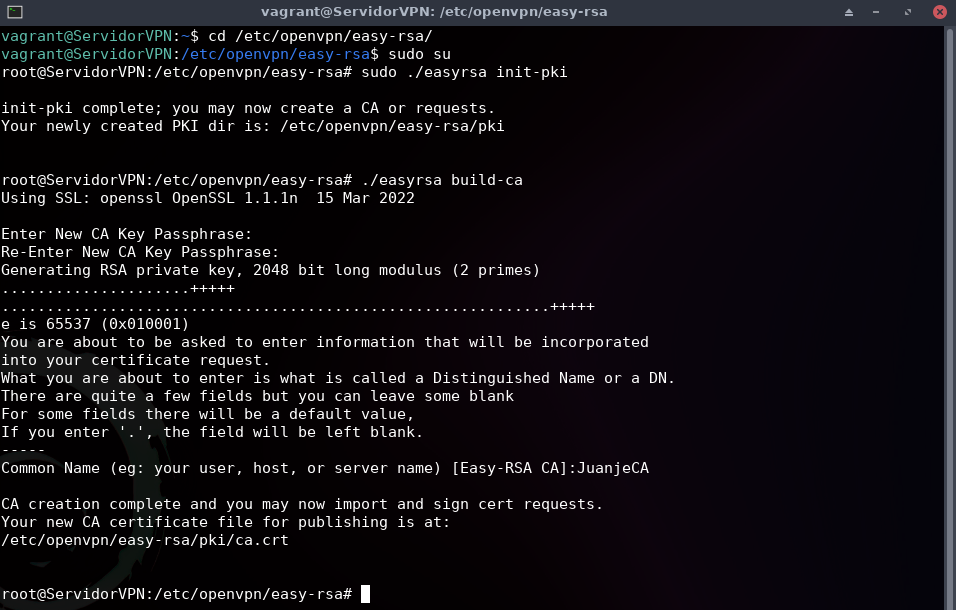 vagrant@ServidorVPN: /etc/openvpn/easy-rsa
vagrant@ServidorVPN:~$ cd /etc/openvpn/easy-rsa/
vagrant@ServidorVPN:/etc/openvpn/easy-rsa$ sudo su
root@ServidorVPN:/etc/openvpn/easy-rsa# sudo ./easyrsa init-pki
init-pki complete; you may now create a CA or requests.
Your newly created PKI dir is: /etc/openvpn/easy-rsa/pki
root@ServidorVPN:/etc/openvpn/easy-rsa# ./easyrsa build-ca
Using SSL: openssl OpenSSL 1.1.1n  15 Mar 2022
Enter New CA Key Passphrase:
Re-Enter New CA Key Passphrase:
Generating RSA private key, 2048 bit long modulus (2 primes)
.....................+++++
.............................................................+++++
e is 65537 (0x010001)
You are about to be asked to enter information that will be incorporated
into your certificate request.
What you are about to enter is what is called a Distinguished Name or a DN.
There are quite a few fields but you can leave some blank
For some fields there will be a default value,
If you enter '.', the field will be left blank.
-----
Common Name (eg: your user, host, or server name) [Easy-RSA CA]:JuanjeCA
CA creation complete and you may now import and sign cert requests.
Your new CA certificate file for publishing is at:
/etc/openvpn/easy-rsa/pki/ca.crt
root@ServidorVPN:/etc/openvpn/easy-rsa#